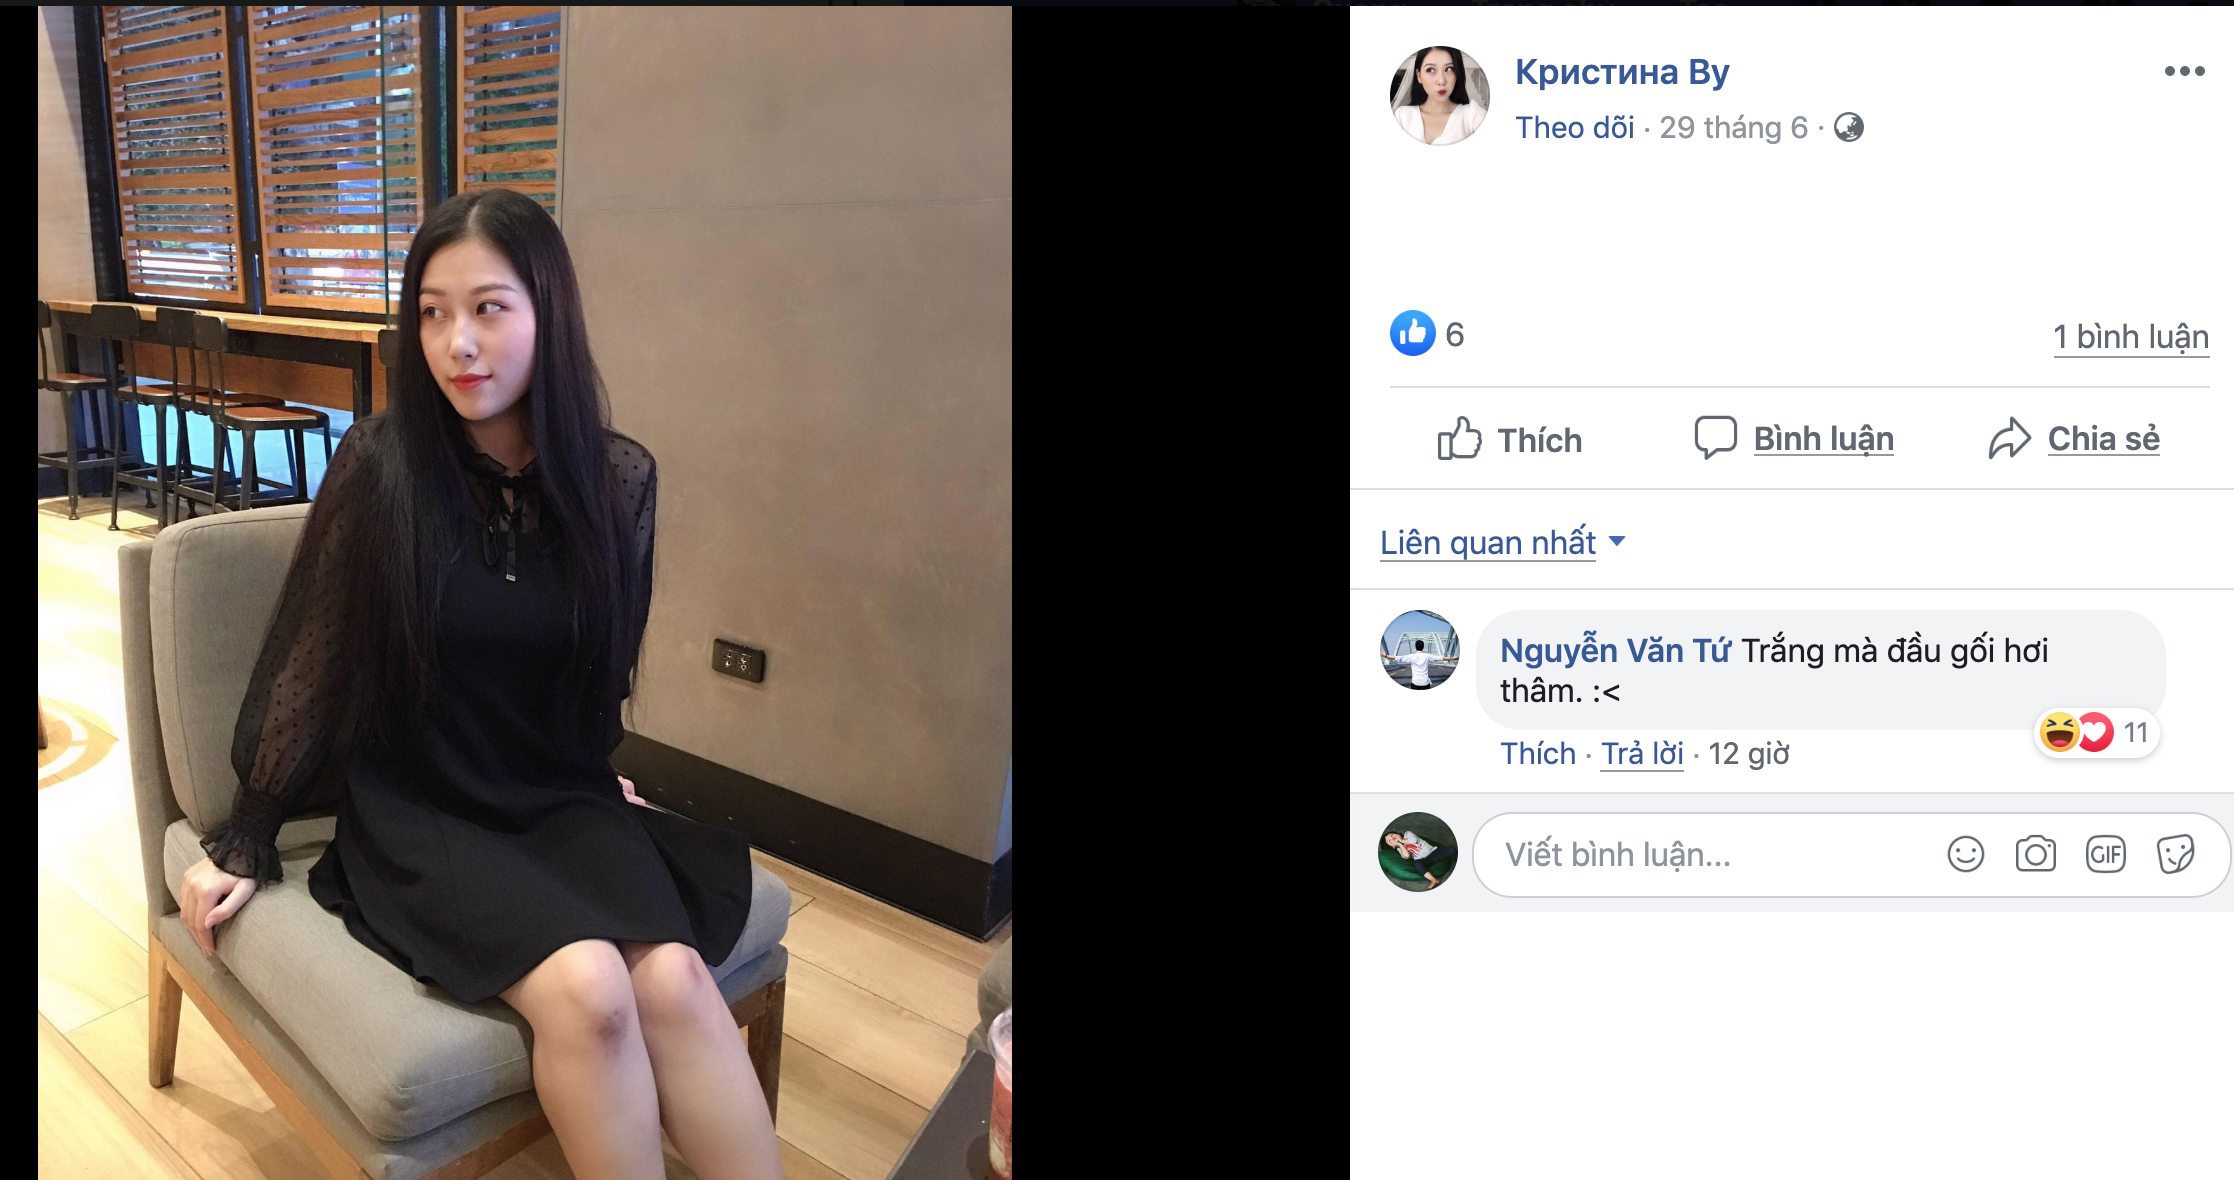 Кристина Ву
Theo dõi · 29 tháng 6 ·
6
1 bình luận
Thích
Bình luận
Chia sẻ
Liên quan nhất
Nguyễn Văn Tứ Trắng mà đầu gối hơi
thâm. :<
11
Thích · Trả lời · 12 giờ
Viết bình luận...
GIF